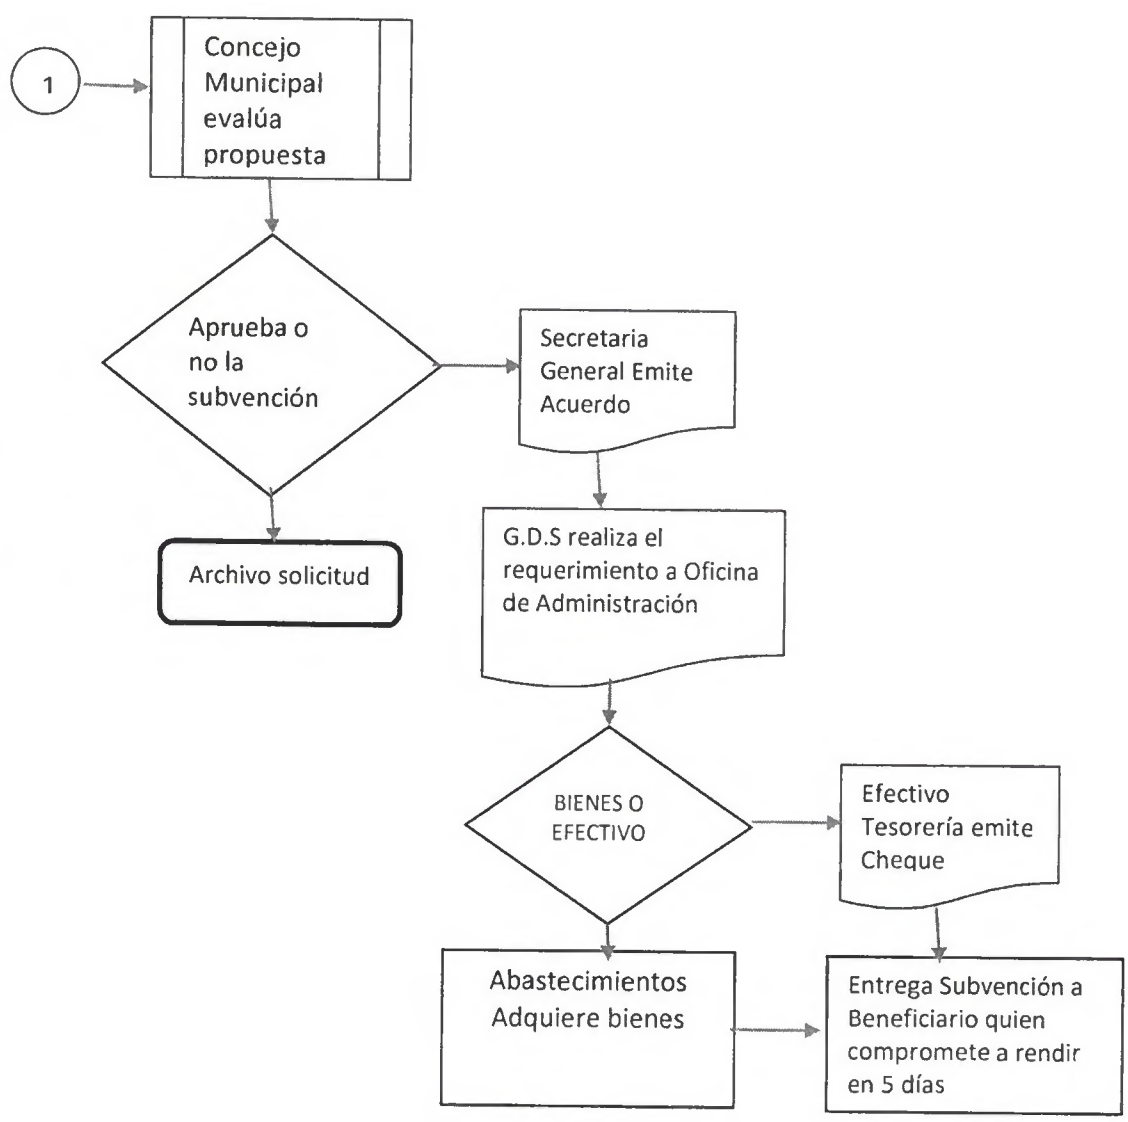 1
Concejo
Municipal
evalúa
propuesta
Aprueba o
no la
subvención
Secretaria
General Emite
Acuerdo
Archivo solicitud
G.D.S realiza el
requerimiento a Oficina
de Administración
BIENES O
EFECTIVO
Efectivo
Tesorería emite
Cheque
Abastecimientos
Adquiere bienes
Entrega Subvención a
Beneficiario quien
compromete a rendir
en 5 días